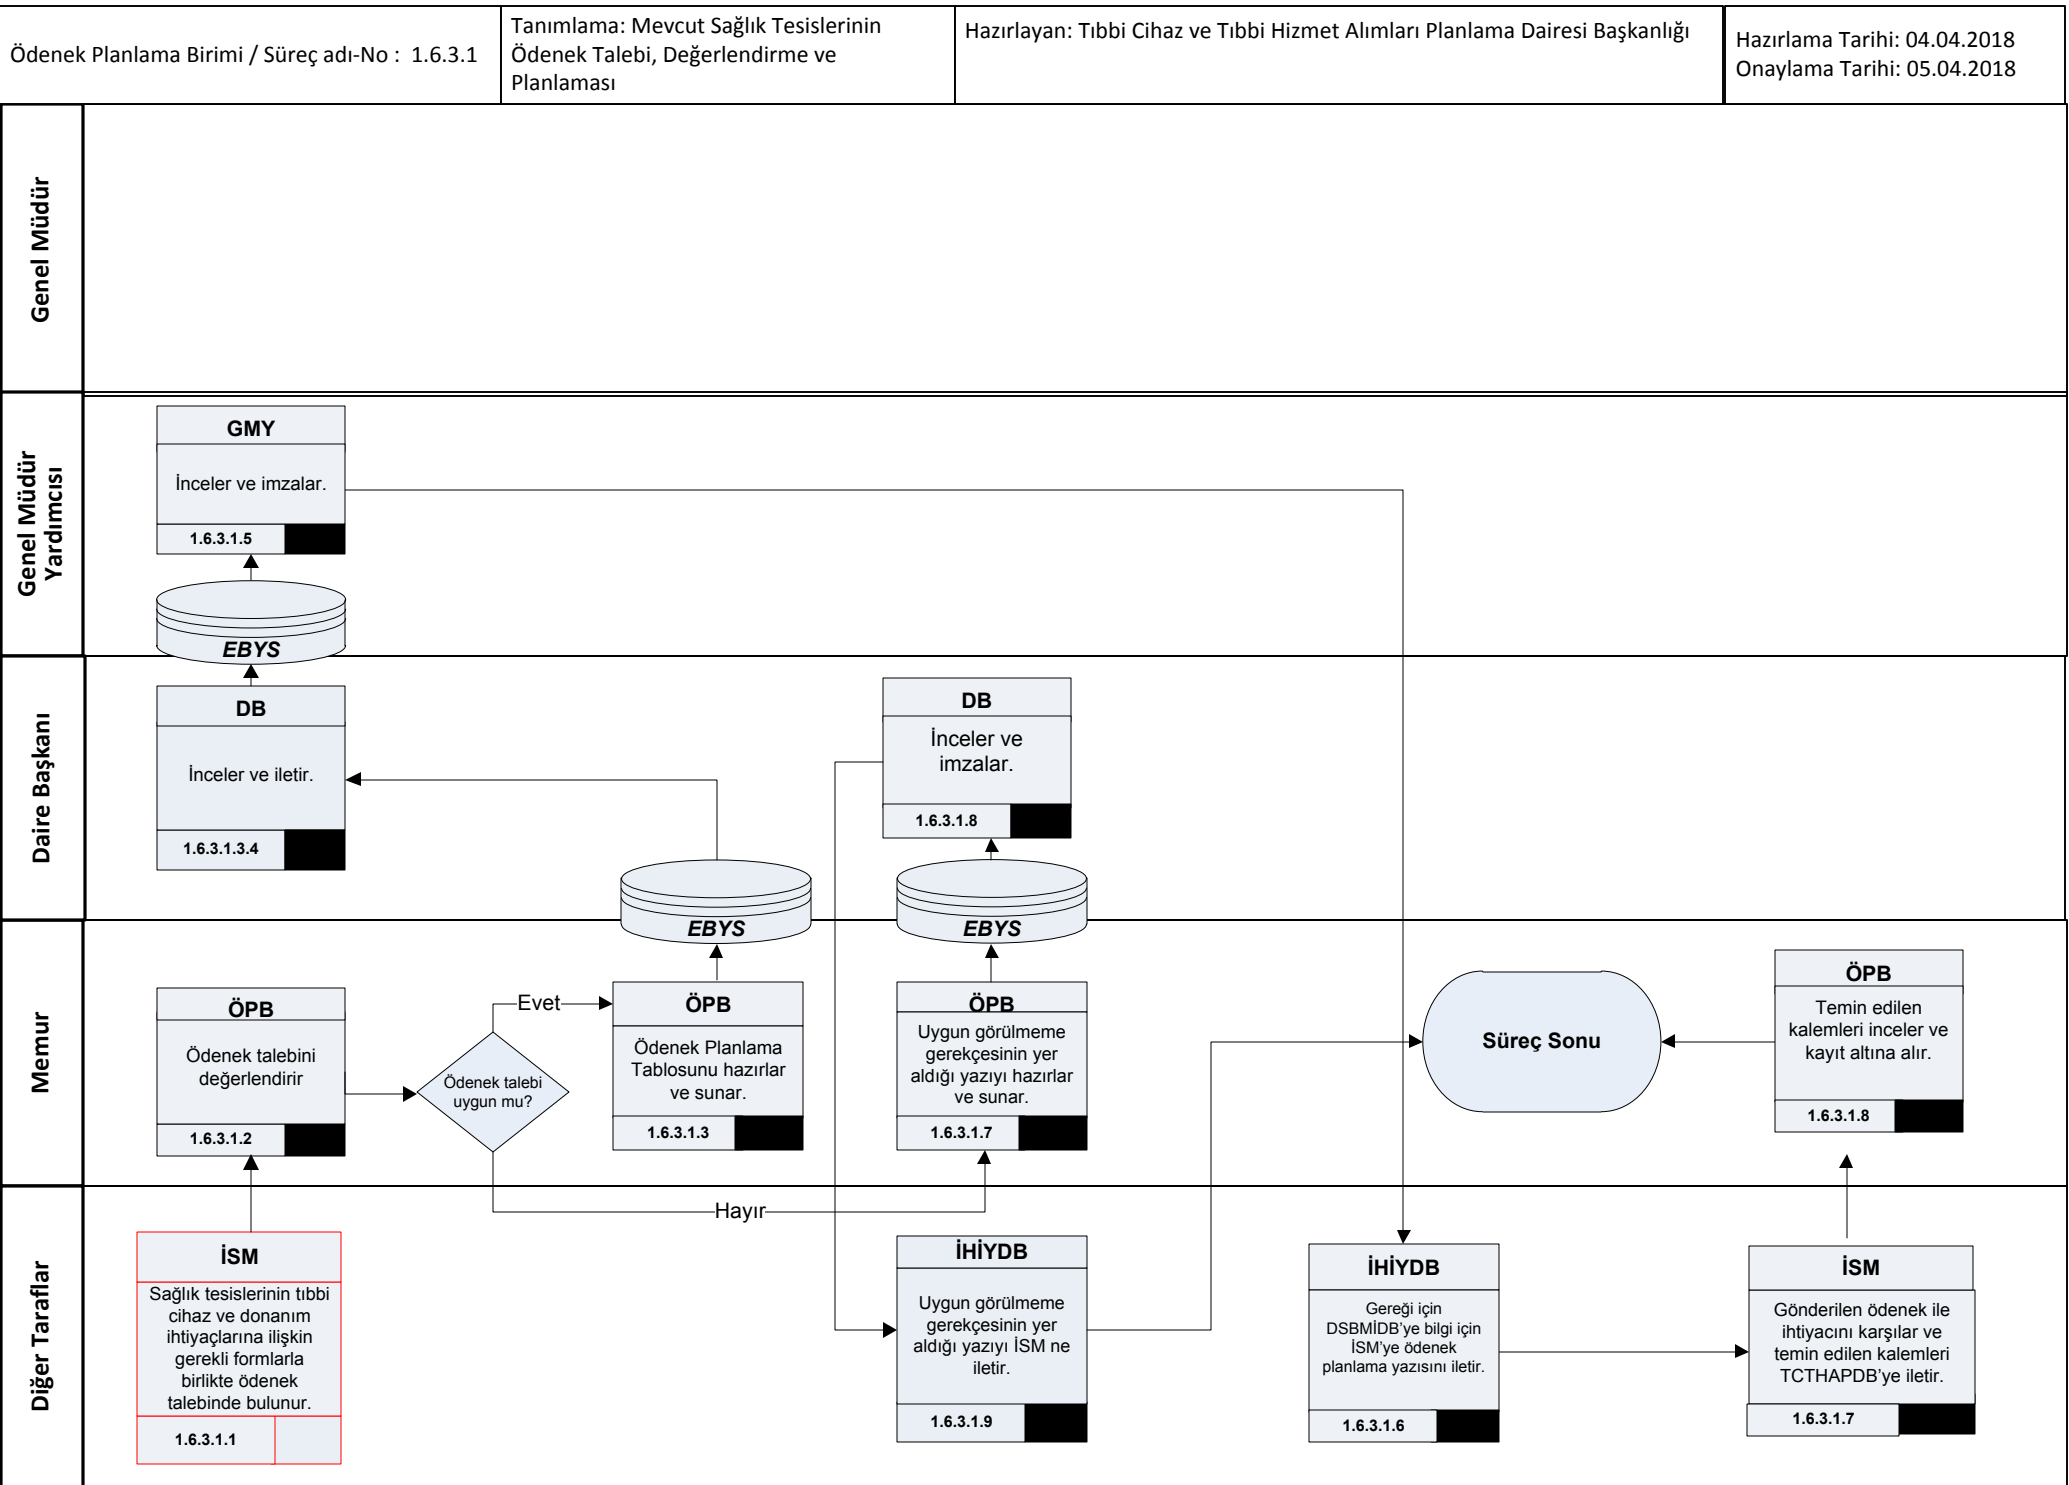 Ödenek Planlama Birimi / Süreç adı-No : 1.6.3.1
Tanımlama: Mevcut Sağlık Tesislerinin
Ödenek Talebi, Değerlendirme ve
Planlaması
Hazırlayan: Tıbbi Cihaz ve Tıbbi Hizmet Alımları Planlama Dairesi Başkanlığı
Hazırlama Tarihi: 04.04.2018
Onaylama Tarihi: 05.04.2018
Genel Müdür
Genel Müdür
Yardımcısı
GMY
İnceler ve imzalar.
1.6.3.1.5
EBYS
Daire Başkanı
DB
İnceler ve iletir.
1.6.3.1.3.4
DB
İnceler ve
imzalar.
1.6.3.1.8
EBYS
EBYS
Memur
ÖPB
Ödenek talebini
değerlendirir
1.6.3.1.2
Ödenek talebi
uygun mu?
Evet
ÖPB
Ödenek Planlama
Tablosunu hazırlar
ve sunar.
1.6.3.1.3
ÖPB
Uygun görülmeme
gerekçesinin yer
aldığı yazıyı hazırlar
ve sunar.
1.6.3.1.7
Süreç Sonu
ÖPB
Temin edilen
kalemleri inceler ve
kayıt altına alır.
1.6.3.1.8
Hayır
Diğer Taraflar
İSM
Sağlık tesislerinin tıbbi
cihaz ve donanım
ihtiyaçlarına ilişkin
gerekli formlarla
birlikte ödenek
talebinde bulunur.
1.6.3.1.1
İHİYDB
Uygun görülmeme
gerekçesinin yer
aldığı yazıyı İSM ne
iletir.
1.6.3.1.9
İHİYDB
Gereği için
DSBMİDB’ye bilgi için
İSM’ye ödenek
planlama yazısını iletir.
1.6.3.1.6
İSM
Gönderilen ödenek ile
ihtiyacını karşılar ve
temin edilen kalemleri
TCTHAPDB’ye iletir.
1.6.3.1.7